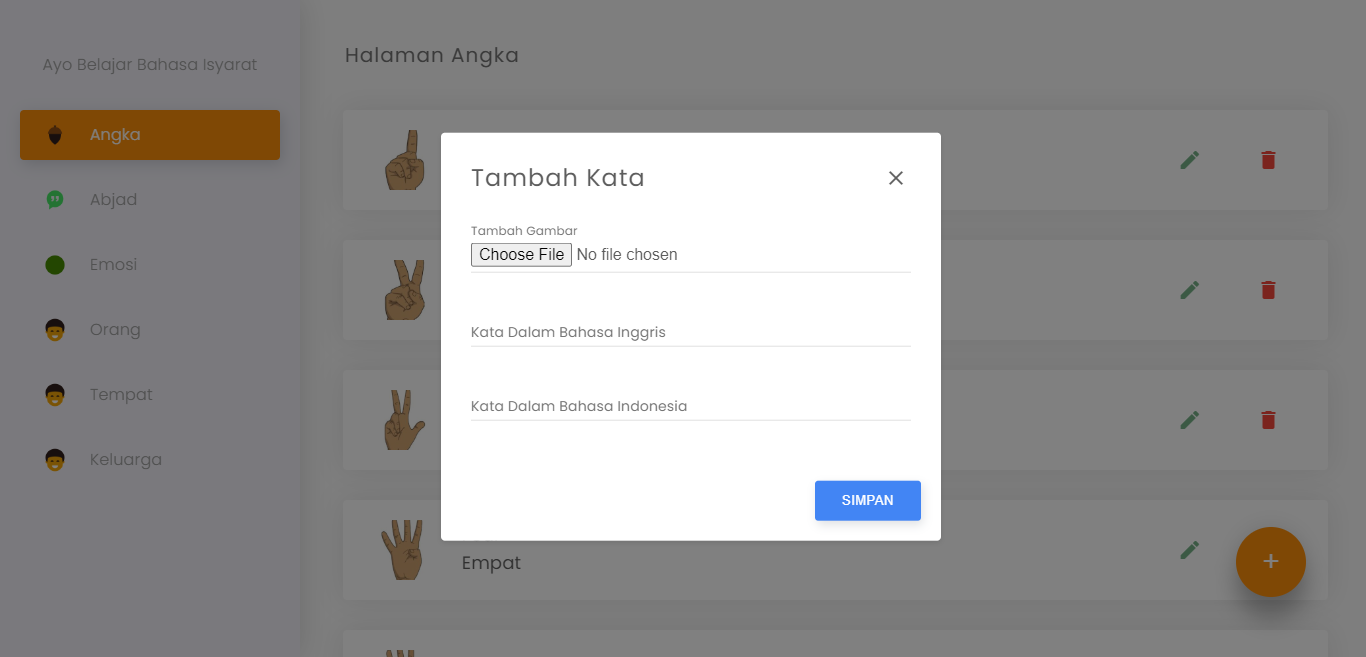 Ayo Belajar Bahasa Isyarat
Angka
Abjad
Emosi
Orang
Tempat
Keluarga
Halaman Angka
Tambah Kata
Tambah Gambar
Choose File No file chosen
Kata Dalam Bahasa Inggris
Kata Dalam Bahasa Indonesia
SIMPAN
Empat
+